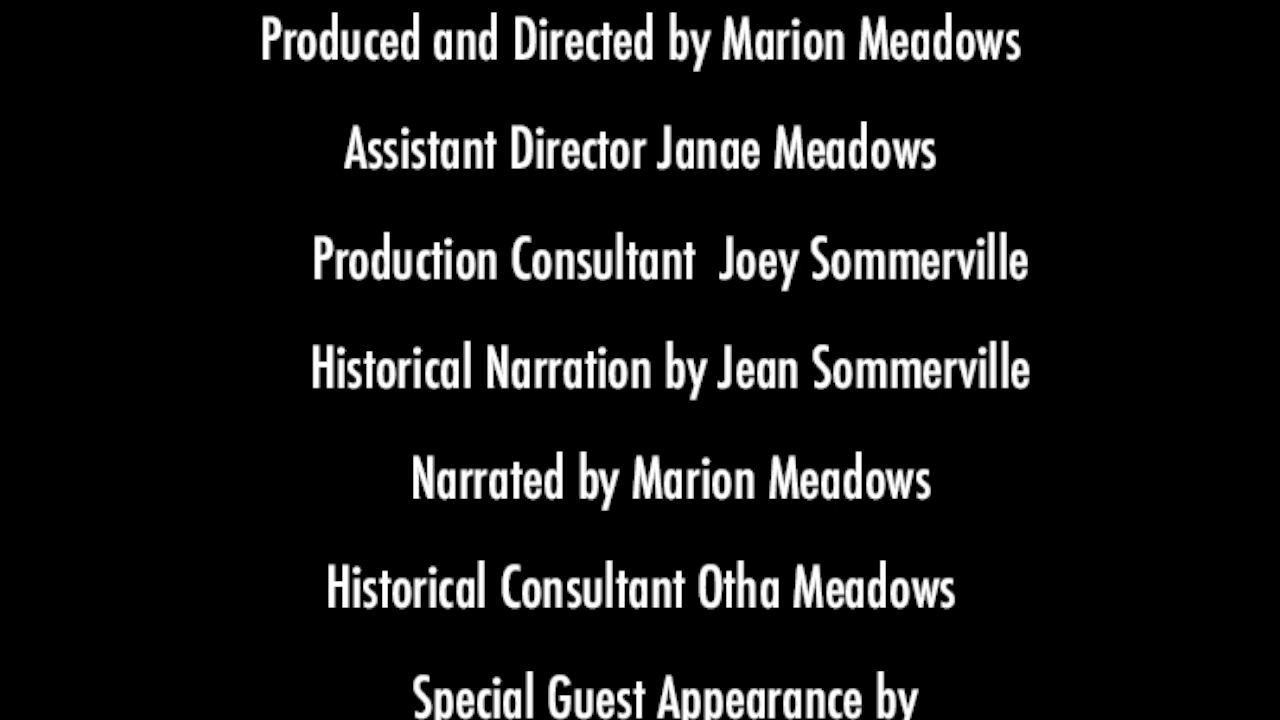 Produced and Directed by Marion Meadows
Assistant Director Janae Meadows
Production Consultant  Joey Sommerville
Historical Narration by Jean Sommerville
Narrated by Marion Meadows
Historical Consultant Otha Meadows
Special Guest Appearance by